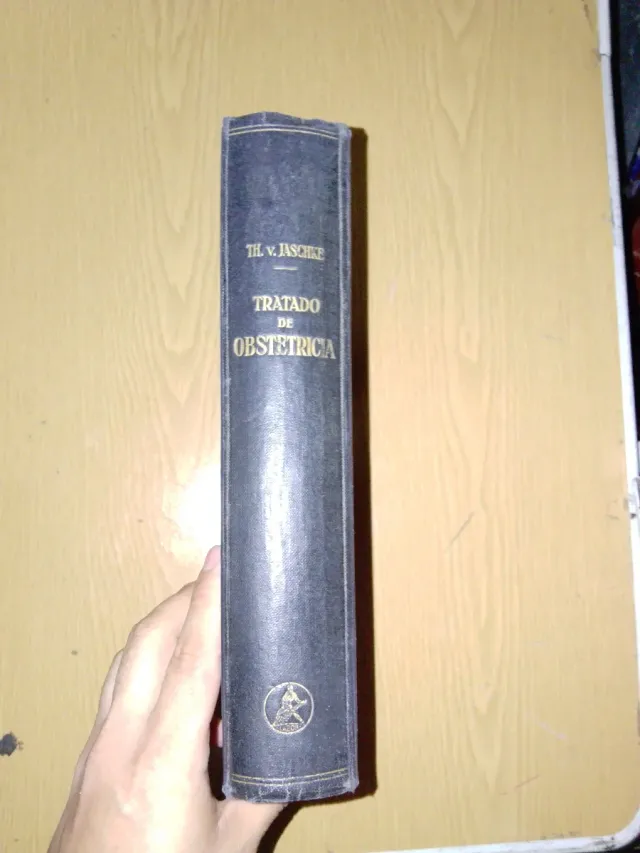 TH. v. JASCHKE
TRATADO
DE
OBSTETRICIA